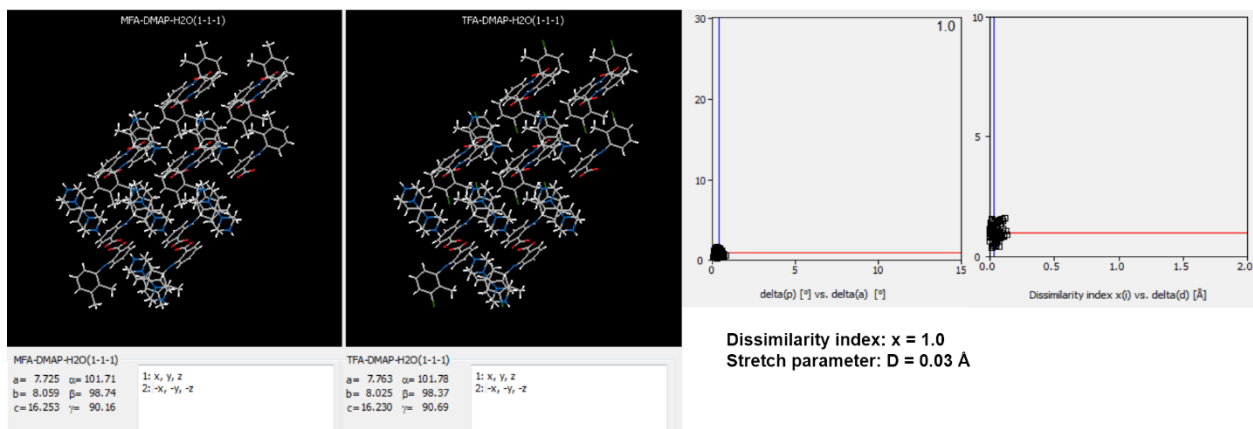 MFA-DMAP-H2O(1-1-1)
TFA-DMAP-H2O(1-1-1)
MFA-DMAP-H2O(1-1-1)
a= 7.725 α=101.71
b= 8.059 β= 98.74
c=16.253 γ= 90.16
1: x, y, z
2: -x, -y, -z
TFA-DMAP-H2O(1-1-1)
a= 7.763 α=101.78
b= 8.025 β= 98.37
c=16.230 γ= 90.69
1: x, y, z
2: -x, -y, -z
30
20
10
0
0
5
10
15
1.0
delta(p) [º] vs. delta(a) [º]
10
5
0
0.0
0.5
1.0
1.5
2.0
Dissimilarity index x(i) vs. delta(d) [Å]
Dissimilarity index: x = 1.0
Stretch parameter: D = 0.03 Å